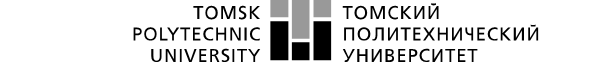 TOMSK
POLYTECHNIC
UNIVERSITY
ТОМСКИЙ
ПОЛИТЕХНИЧЕСКИЙ
УНИВЕРСИТЕТ